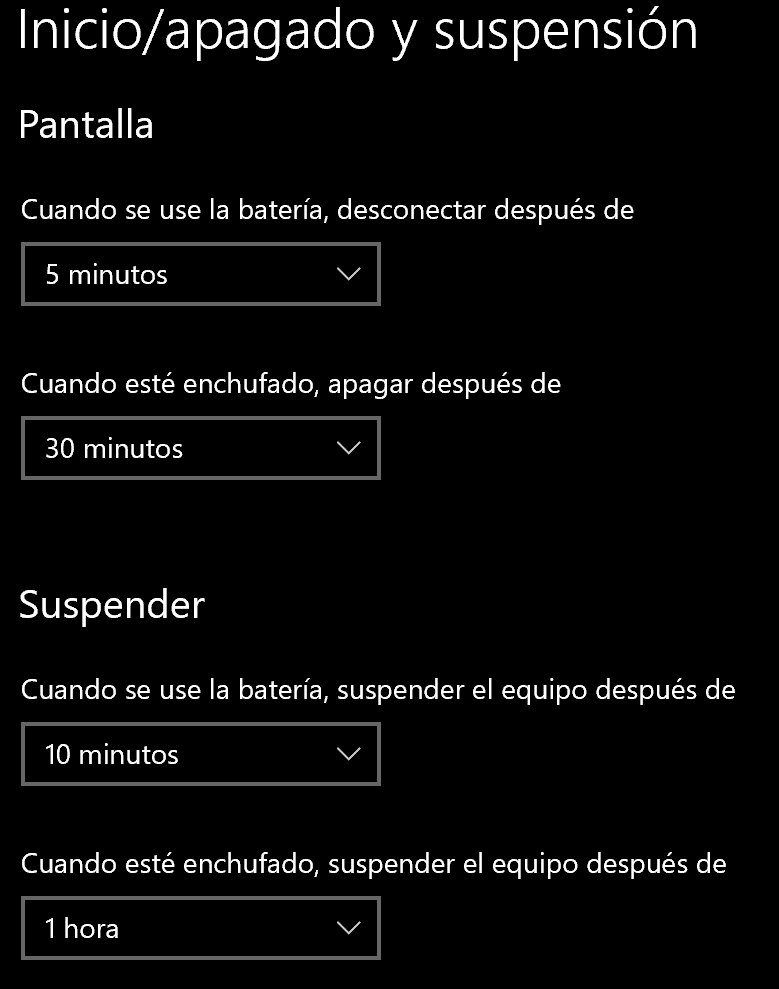 Inicio/apagado y suspensión
Pantalla
Cuando se use la batería, desconectar después de
5 minutos
Cuando esté enchufado, apagar después de
30 minutos
Suspender
Cuando se use la batería, suspender el equipo después de
10 minutos
Cuando esté enchufado, suspender el equipo después de
1 hora